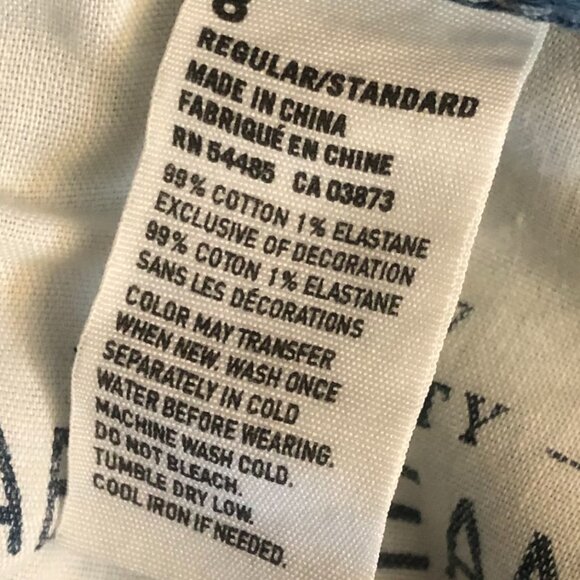 8
REGULAR/STANDARD
MADE IN CHINA
FABRIQUÉ EN CHINE
RN 54485 CA 03873
99% COTTON 1% ELASTANE
EXCLUSIVE OF DECORATION
99% COTON 1% ELASTANE
SANS LES DÉCORATIONS
COLOR MAY TRANSFER
WHEN NEW. WASH ONCE
SEPARATELY IN COLD
WATER BEFORE WEARING.
MACHINE WASH COLD.
DO NOT BLEACH.
TUMBLE DRY LOW.
COOL IRON IF NEEDED.